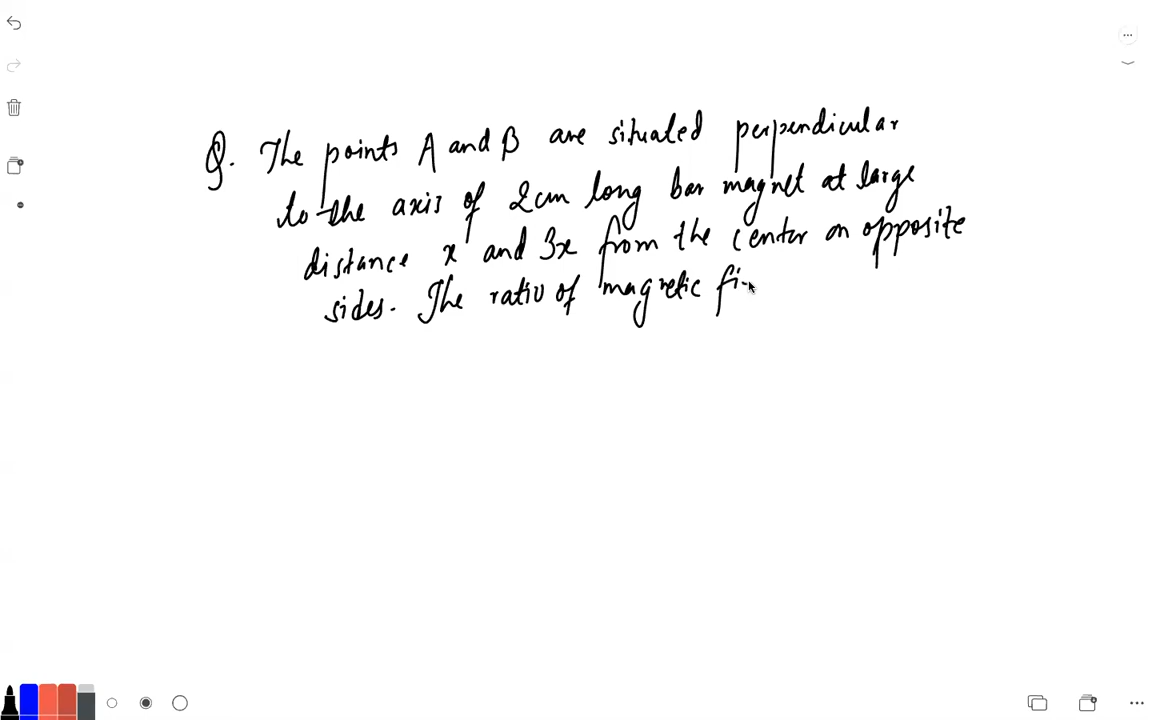 Q. The points A and B are situated perpendicular
to the axis of 2cm long bar magnet at large
distance x and 3x from the center on opposite
sides. The ratio of magnetic fi